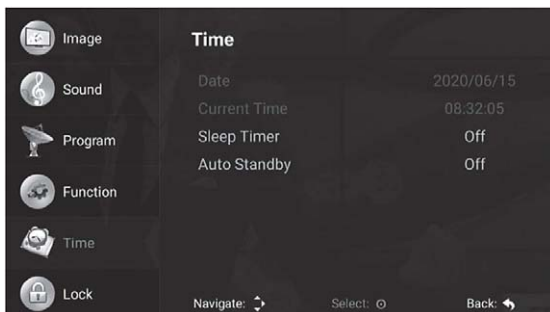 Image
Sound
Program
Function
Time
Lock
Time
Date 2020/06/15
Current Time 08:32:05
Sleep Timer Off
Auto Standby Off
Navigate: Select: Back: